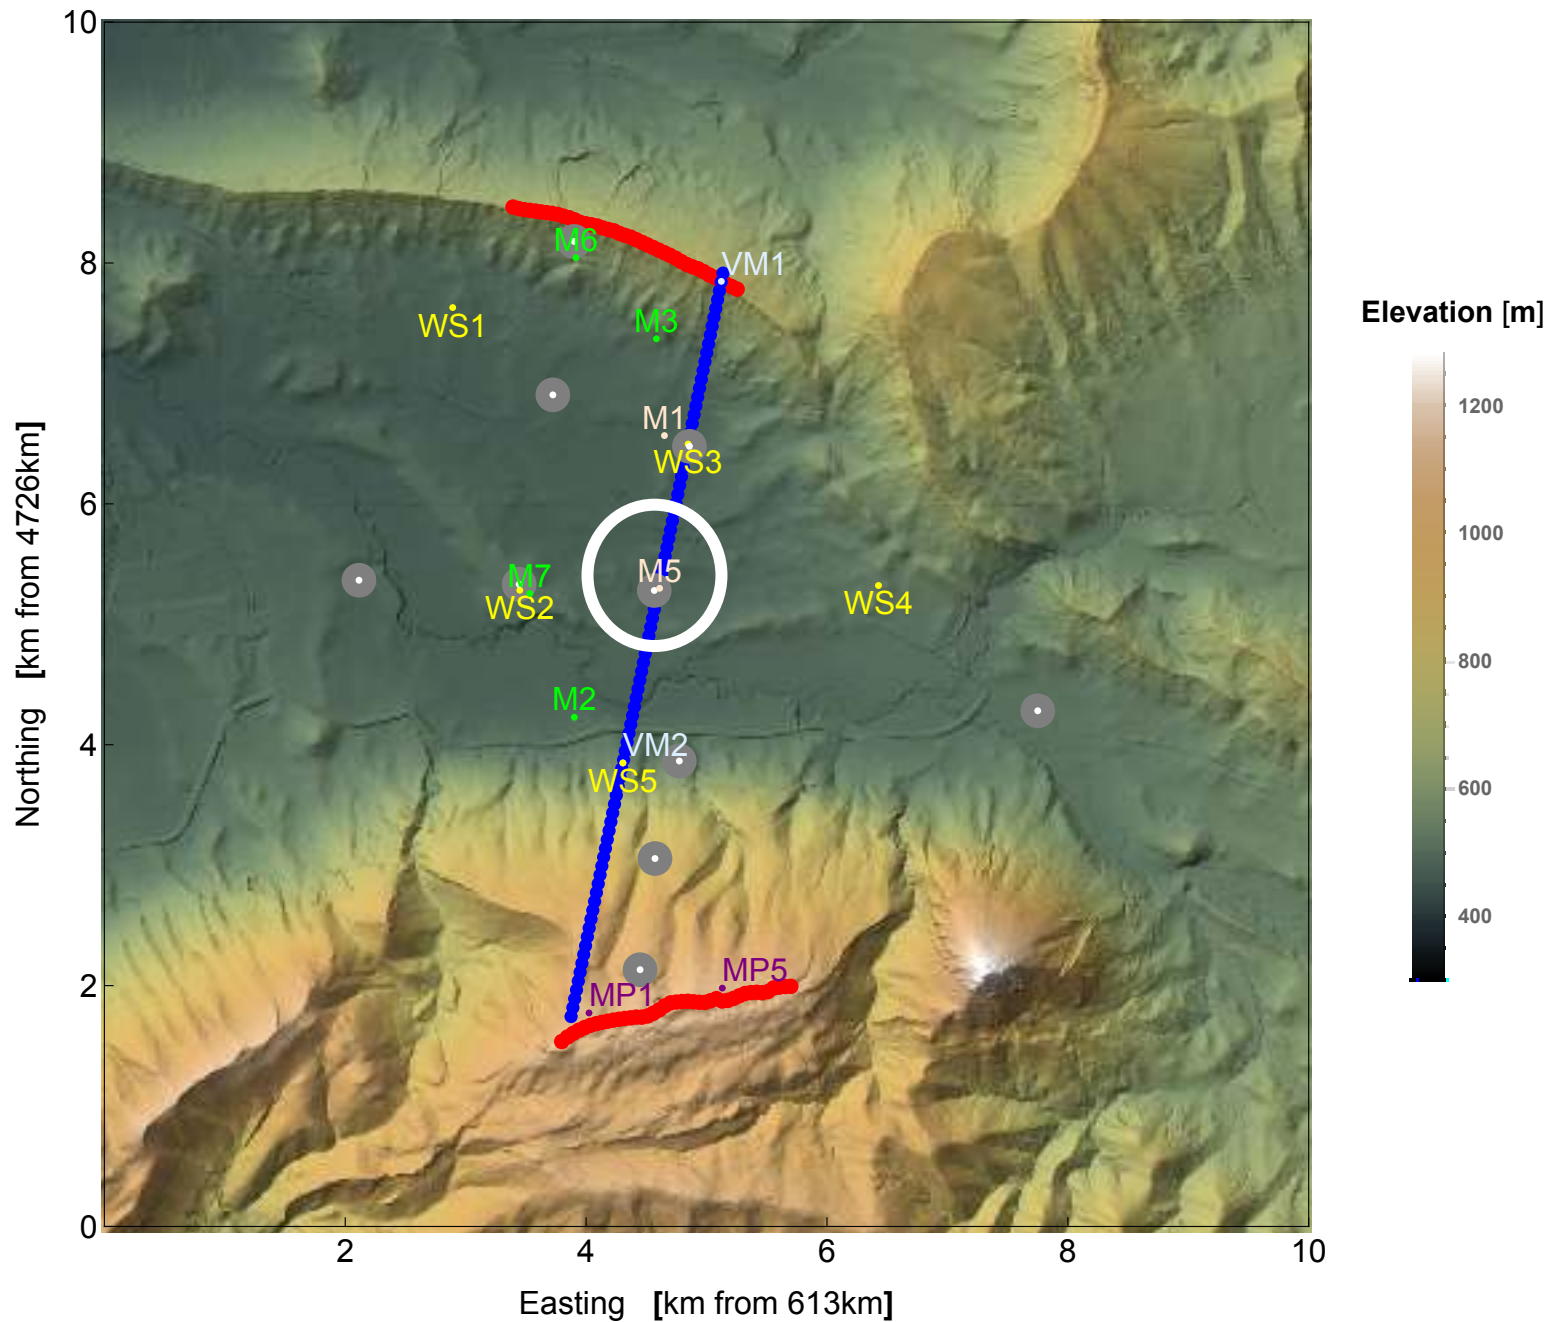 10
8
6
4
2
0
2
4
6
8
10
Northing [km from 4726km]
Easting [km from 613km]
VM1
M6
M3
WS1
M1
WS3
M5
M7
WS2
WS4
M2
VM2
WS5
MP5
MP1
Elevation [m]
1200
1000
800
600
400